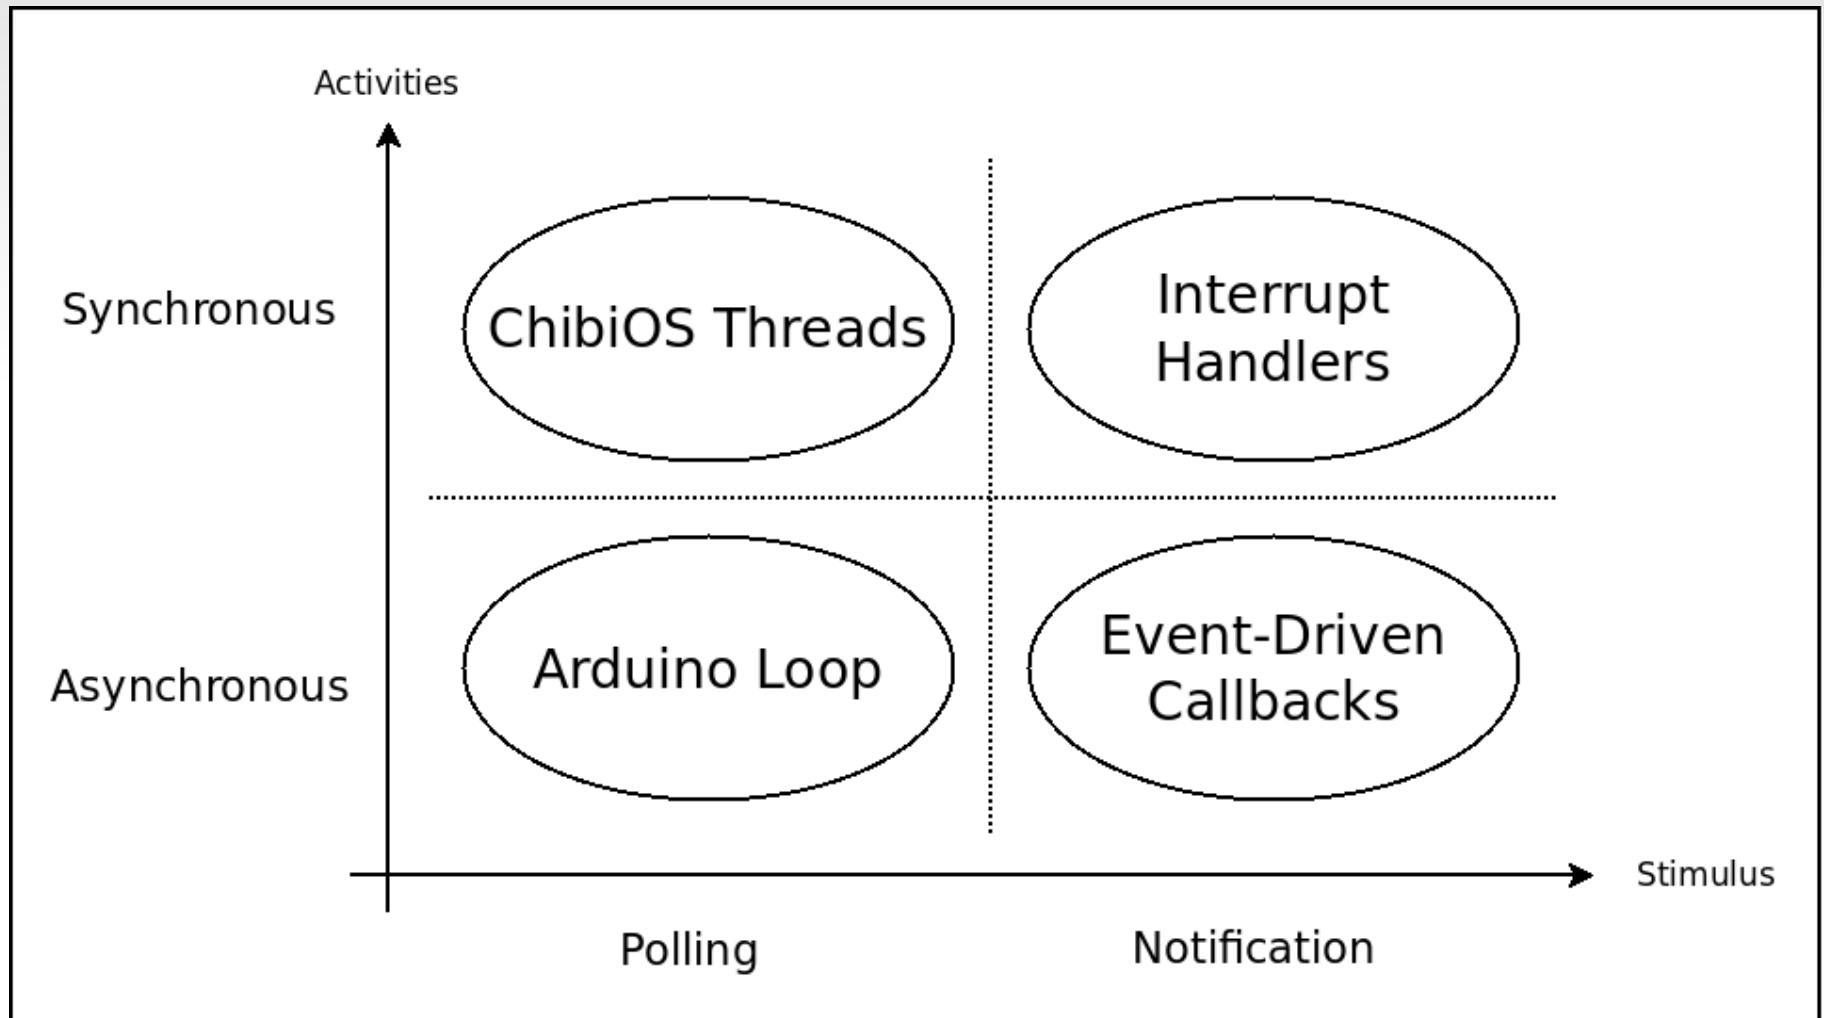 Activities
Synchronous
ChibiOS Threads
Interrupt
Handlers
Asynchronous
Arduino Loop
Event-Driven
Callbacks
Stimulus
Polling
Notification